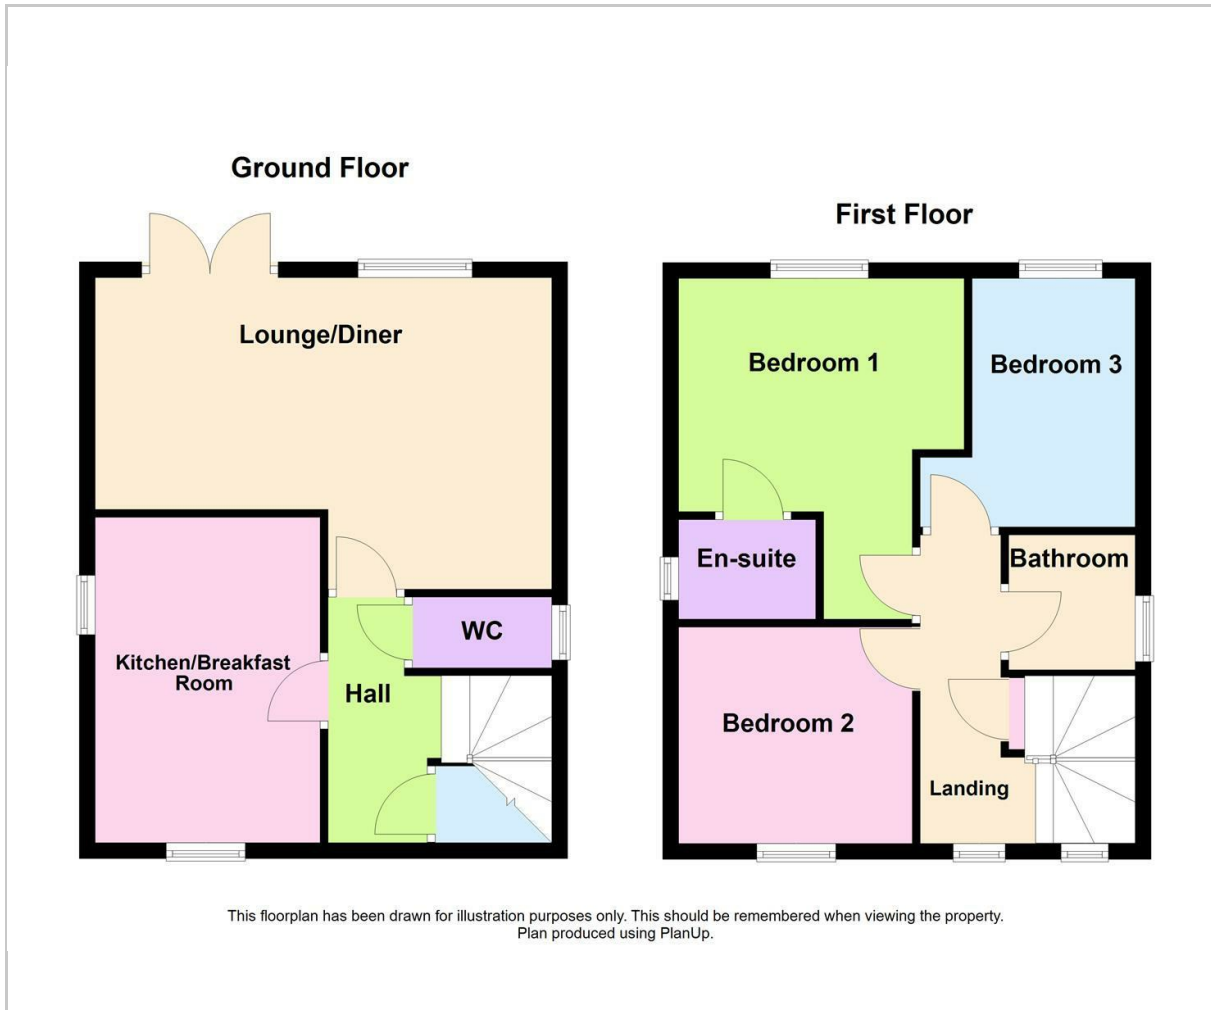 Ground Floor
First Floor
Lounge/Diner
Bedroom 1
Bedroom 3
En-suite
Bathroom
WC
Kitchen/Breakfast
Room
Hall
Bedroom 2
Landing
This floorplan has been drawn for illustration purposes only. This should be remembered when viewing the property.
Plan produced using PlanUp.